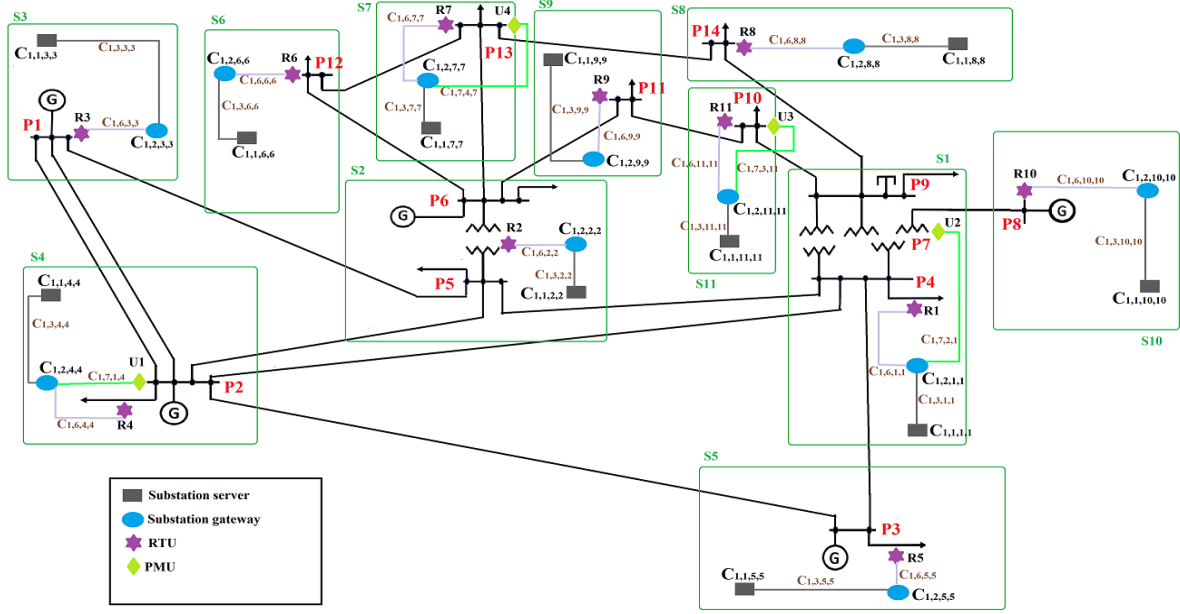 S3
C1,1,3,3
C1,3,3,3
G
P1
R3
C1,6,3,3
C1,2,3,3
S6
C1,2,6,6
R6
P12
C1,6,6,6
C1,3,6,6
C1,1,6,6
S7
R7
C1,6,7,7
U4
P13
C1,2,7,7
C1,7,4,7
C1,3,7,7
C1,1,7,7
S9
C1,1,9,9
R9
P11
C1,3,9,9
C1,6,9,9
C1,2,9,9
S8
P14
R8
C1,6,8,8
C1,3,8,8
C1,2,8,8
C1,1,8,8
P10
R11
U3
C1,6,11,11
C1,7,3,11
C1,2,11,11
C1,3,11,11
C1,1,11,11
S11
S1
P9
P7
U2
P4
R1
C1,7,2,1
C1,6,1,1
C1,2,1,1
C1,3,1,1
C1,1,1,1
R10
C1,6,10,10
C1,2,10,10
P8
G
C1,3,10,10
C1,1,10,10
S10
S2
P6
G
R2
C1,2,2,2
C1,6,2,2
C1,3,2,2
P5
C1,1,2,2
S4
C1,1,4,4
C1,3,4,4
C1,2,4,4
U1
C1,7,1,4
P2
G
C1,6,4,4
R4
S5
P3
G
R5
C1,1,5,5
C1,3,5,5
C1,6,5,5
C1,2,5,5
Substation server
Substation gateway
RTU
PMU